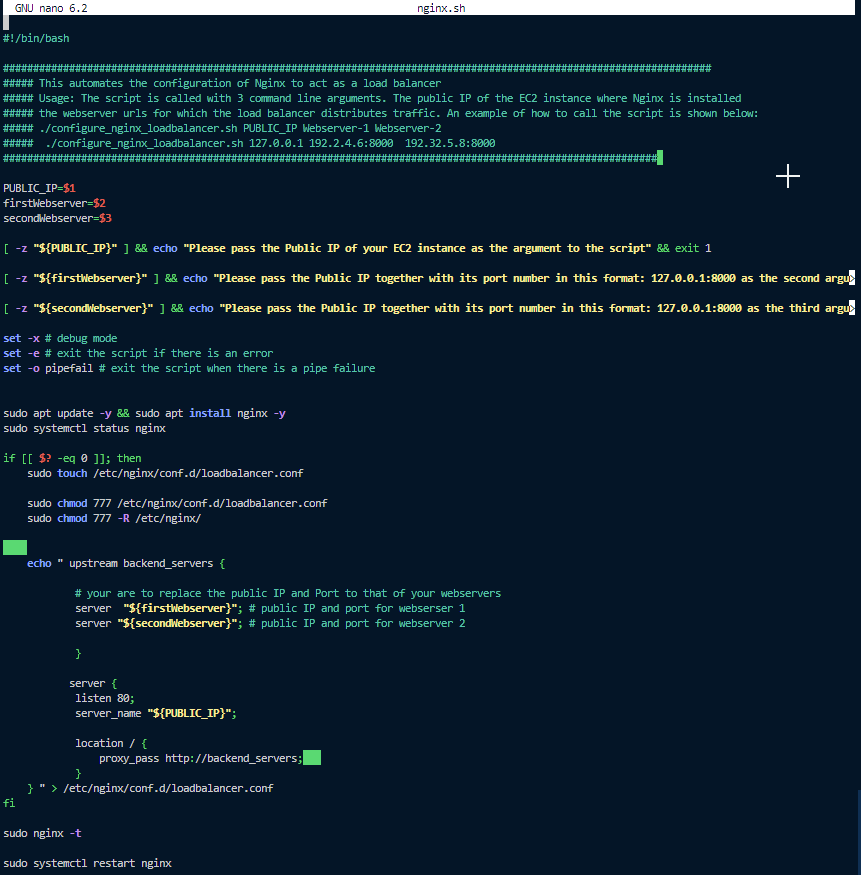 GNU nano 6.2 nginx.sh
#!/bin/bash
######################################################################################################################
##### This automates the configuration of Nginx to act as a load balancer
##### Usage: The script is called with 3 command line arguments. The public IP of the EC2 instance where Nginx is installed
##### the webserver urls for which the load balancer distributes traffic. An example of how to call the script is shown below:
##### ./configure_nginx_loadbalancer.sh PUBLIC_IP Webserver-1 Webserver-2
#####  ./configure_nginx_loadbalancer.sh 127.0.0.1 192.2.4.6:8000  192.32.5.8:8000
#############################################################################################################
PUBLIC_IP=$1
firstWebserver=$2
secondWebserver=$3
[ -z "${PUBLIC_IP}" ] && echo "Please pass the Public IP of your EC2 instance as the argument to the script" && exit 1
[ -z "${firstWebserver}" ] && echo "Please pass the Public IP together with its port number in this format: 127.0.0.1:8000 as the second argu>
[ -z "${secondWebserver}" ] && echo "Please pass the Public IP together with its port number in this format: 127.0.0.1:8000 as the third argu>
set -x # debug mode
set -e # exit the script if there is an error
set -o pipefail # exit the script when there is a pipe failure
sudo apt update -y && sudo apt install nginx -y
sudo systemctl status nginx
if [[ $? -eq 0 ]]; then
    sudo touch /etc/nginx/conf.d/loadbalancer.conf
    sudo chmod 777 /etc/nginx/conf.d/loadbalancer.conf
    sudo chmod 777 -R /etc/nginx/
    echo " upstream backend_servers {
            # your are to replace the public IP and Port to that of your webservers
            server  "${firstWebserver}"; # public IP and port for webserser 1
            server "${secondWebserver}"; # public IP and port for webserver 2
            }
           server {
            listen 80;
            server_name "${PUBLIC_IP}";
            location / {
                proxy_pass http://backend_servers;
            }
    } " > /etc/nginx/conf.d/loadbalancer.conf
fi
sudo nginx -t
sudo systemctl restart nginx